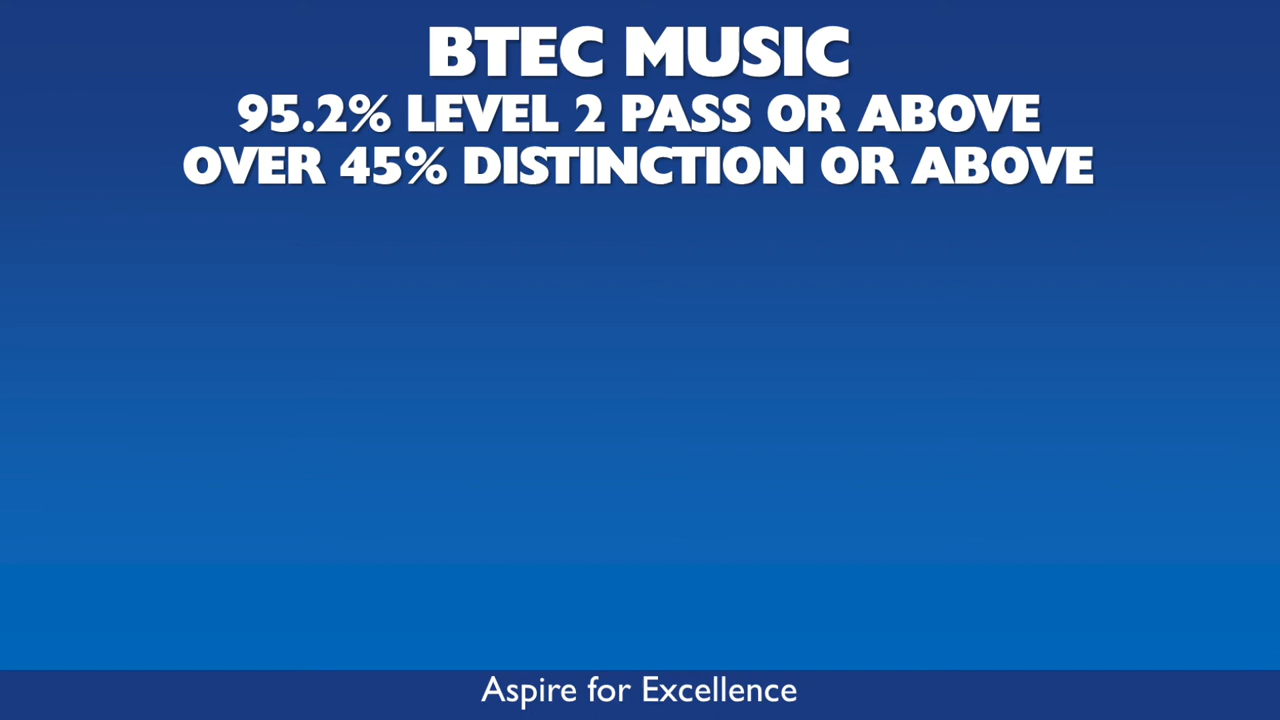 BTEC MUSIC
95.2% LEVEL 2 PASS OR ABOVE
OVER 45% DISTINCTION OR ABOVE
Aspire for Excellence